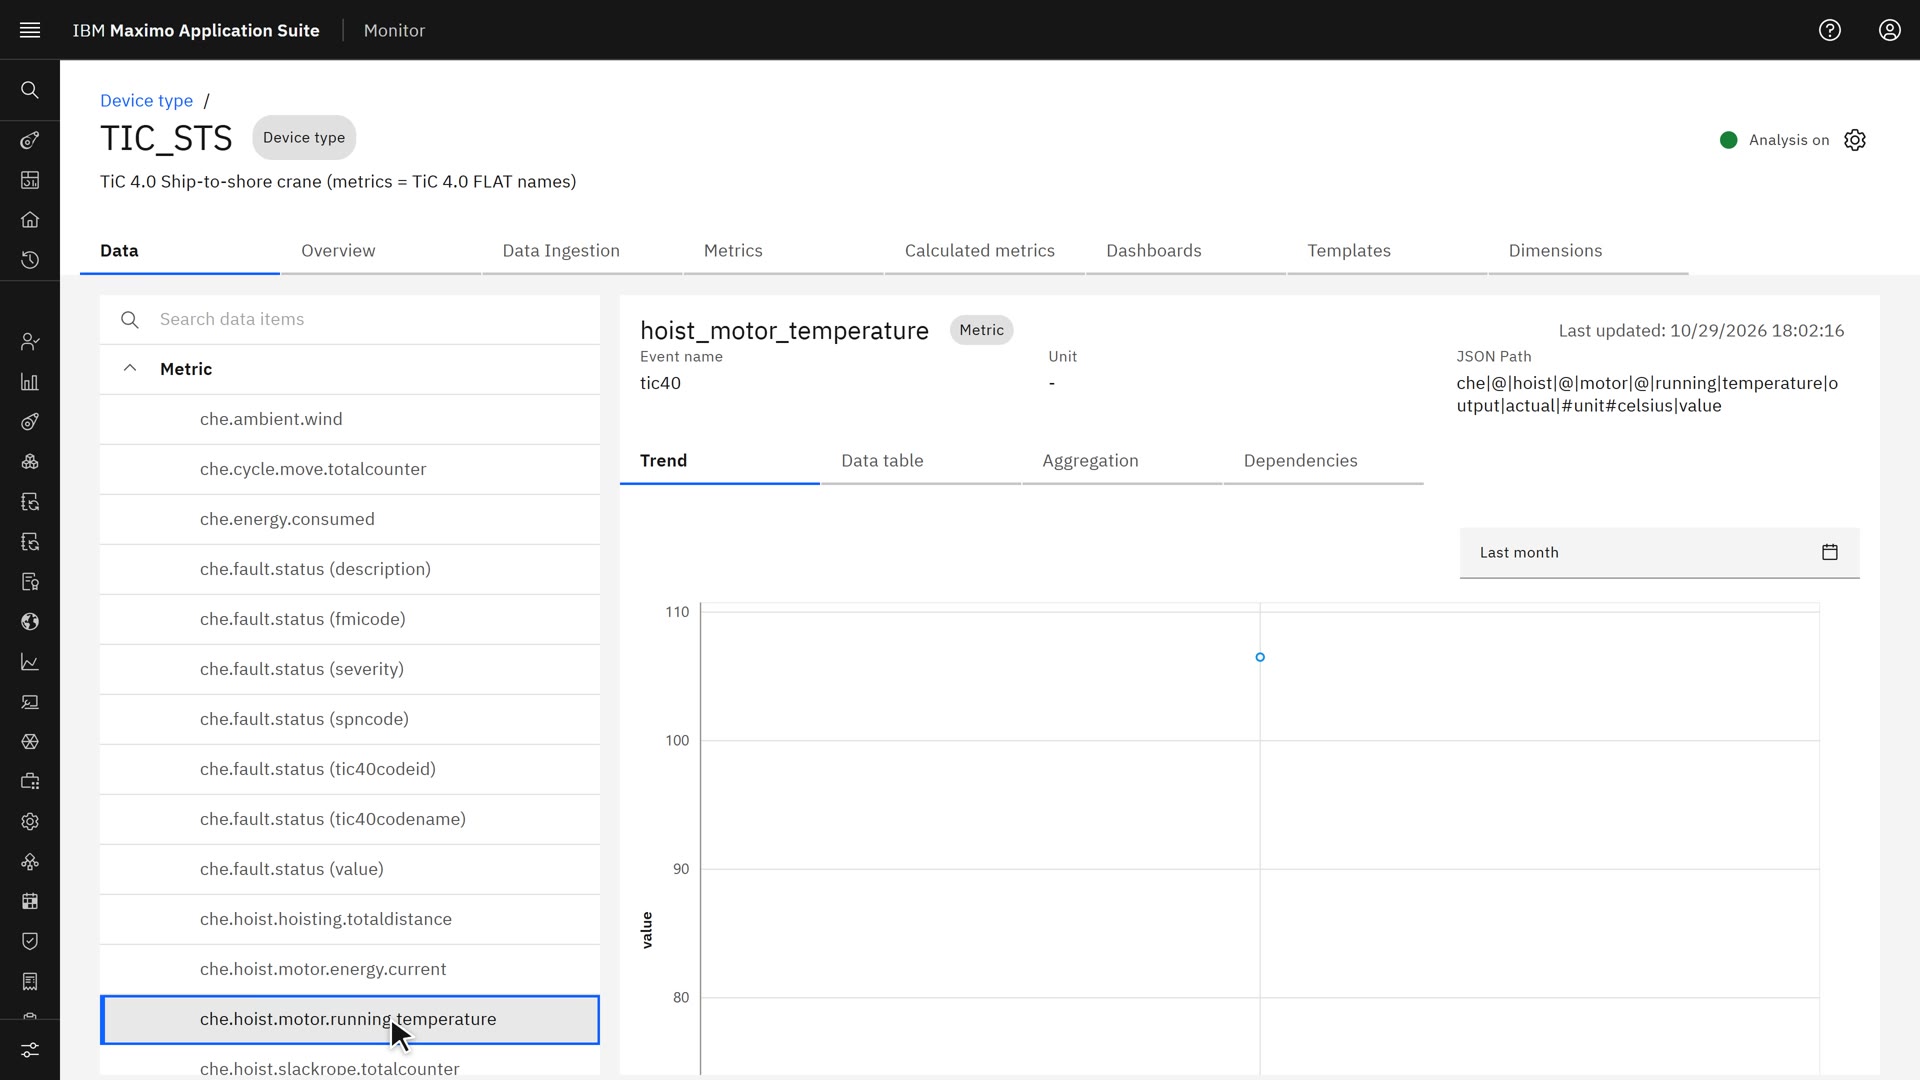 IBM Maximo Application Suite
Monitor
Device type /
TIC_STS
Device type
Analysis on
TiC 4.0 Ship-to-shore crane (metrics = TiC 4.0 FLAT names)
Data
Overview
Data Ingestion
Metrics
Calculated metrics
Dashboards
Templates
Dimensions
Search data items
Metric
che.ambient.wind
che.cycle.move.totalcounter
che.energy.consumed
che.fault.status (description)
che.fault.status (fmicode)
che.fault.status (severity)
che.fault.status (spncode)
che.fault.status (tic40codeid)
che.fault.status (tic40codename)
che.fault.status (value)
che.hoist.hoisting.totaldistance
che.hoist.motor.energy.current
che.hoist.motor.running.temperature
che.hoist.slackrope.totalcounter
hoist_motor_temperature
Metric
Last updated: 10/29/2026 18:02:16
Event name
tic40
Unit
-
JSON Path
che|@|hoist|@|motor|@|running|temperature|o
utput|actual|#unit#celsius|value
Trend
Data table
Aggregation
Dependencies
Last month
110
100
90
80
value